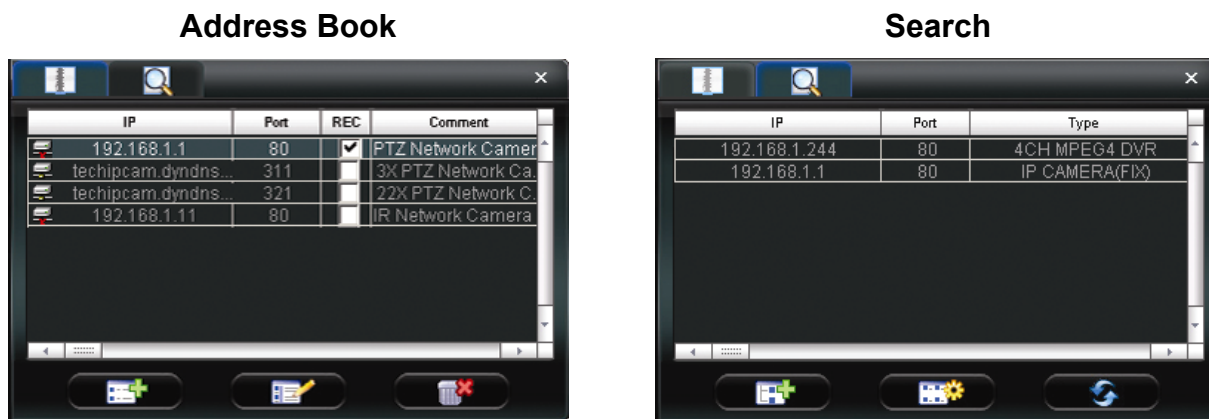 Address Book
IP Port REC Comment
192.168.1.1 80 PTZ Network Camer
techipcam.dyndns... 311 3X PTZ Network Ca.
techipcam.dyndns... 321 22X PTZ Network C.
192.168.1.11 80 IR Network Camera
Search
IP Port Type
192.168.1.244 80 4CH MPEG4 DVR
192.168.1.1 80 IP CAMERA(FIX)